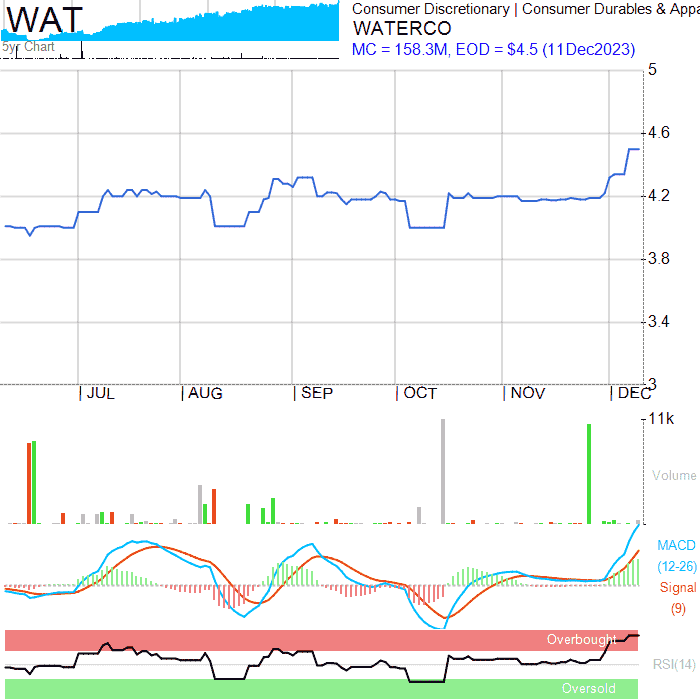 WAT
5yr Chart
Consumer Discretionary | Consumer Durables & Appa
WATERCO
MC = 158.3M, EOD = $4.5 (11Dec2023)
5
4.6
4.2
3.8
3.4
3
JUL AUG SEP OCT NOV DEC
11k
Volume
MACD
(12-26)
Signal
(9)
Overbought
RSI(14)
Oversold